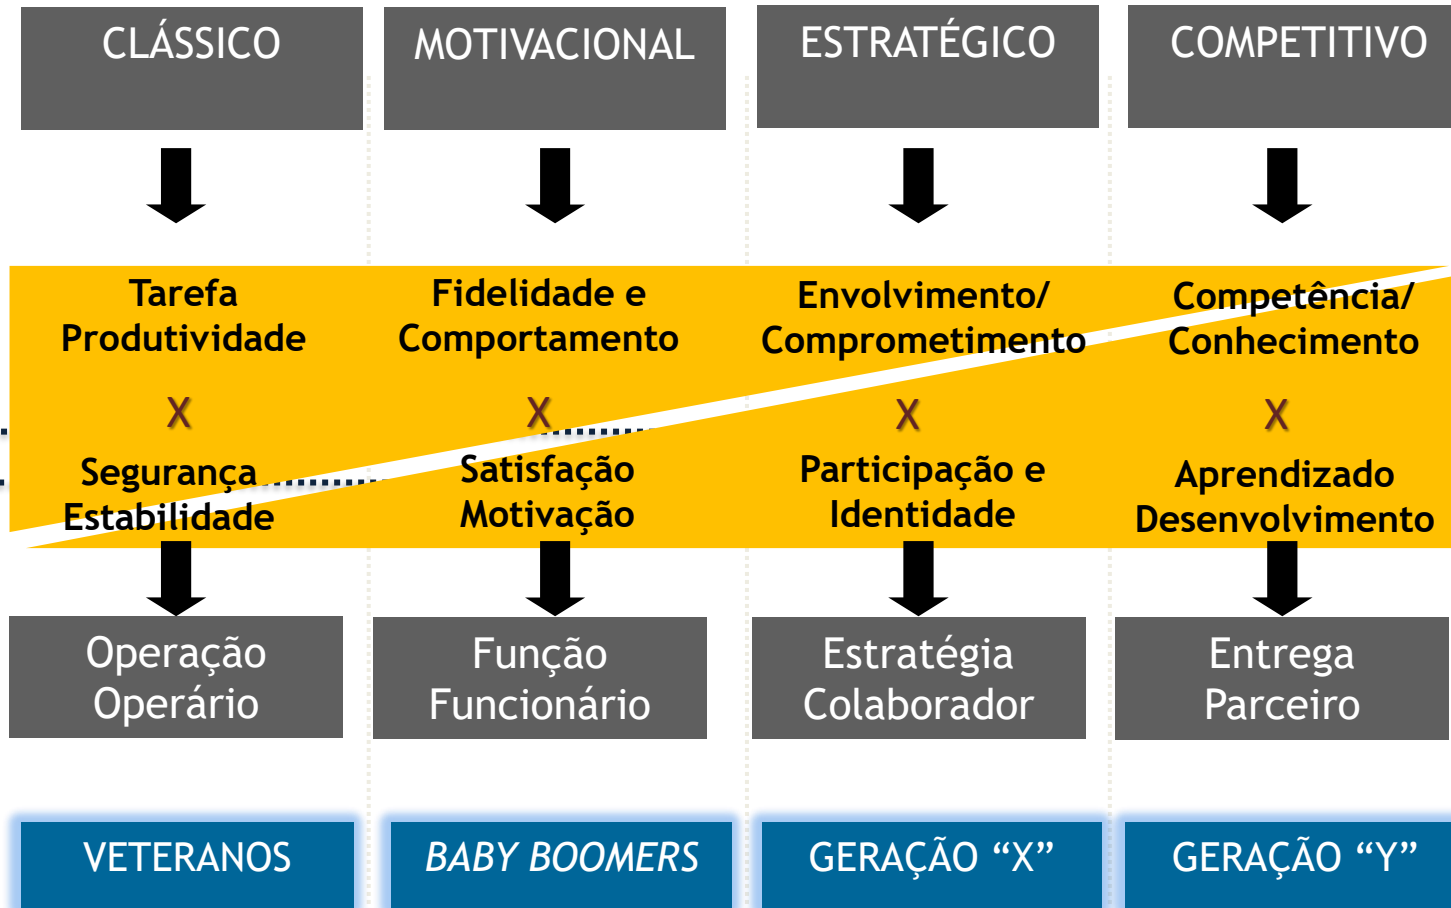 CLÁSSICO
MOTIVACIONAL
ESTRATÉGICO
COMPETITIVO
Tarefa
Produtividade
X
Segurança
Estabilidade
Fidelidade e
Comportamento
X
Satisfação
Motivação
Envolvimento/
Comprometimento
X
Participação e
Identidade
Competência/
Conhecimento
X
Aprendizado
Desenvolvimento
Operação
Operário
Função
Funcionário
Estratégia
Colaborador
Entrega
Parceiro
VETERANOS
BABY BOOMERS
GERAÇÃO “X”
GERAÇÃO “Y”